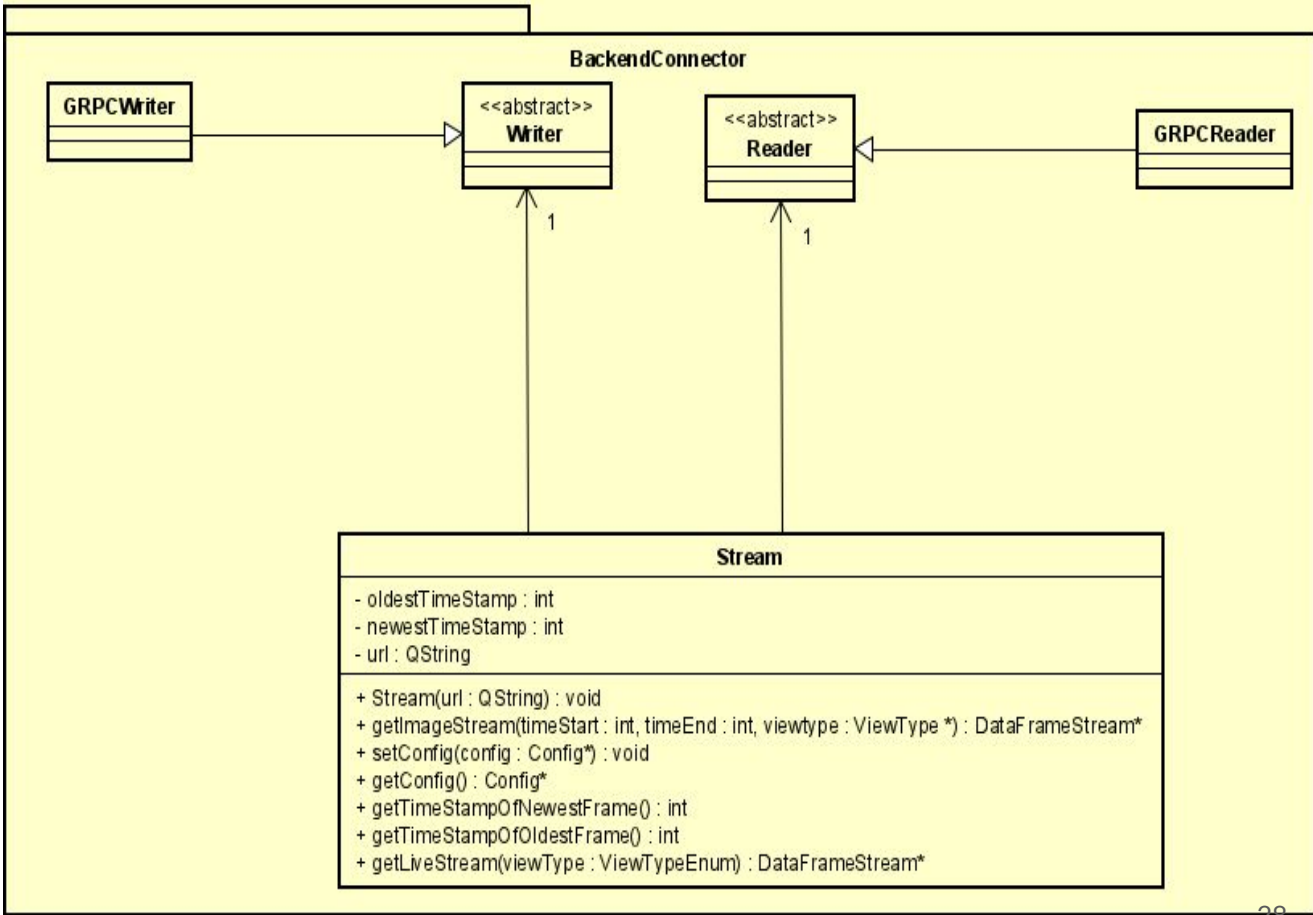 BackendConnector
GRPCWriter
<<abstract>>
Writer
<<abstract>>
Reader
GRPCReader
1
1
Stream
- oldestTimeStamp : int
- newestTimeStamp : int
- url : QString
+ Stream(url : QString) : void
+ getImageStream(timeStart : int, timeEnd : int, viewtype : ViewType *) : DataFrameStream*
+ setConfig(config : Config*) : void
+ getConfig() : Config*
+ getTimeStampOfNewestFrame() : int
+ getTimeStampOfOldestFrame() : int
+ getLiveStream(viewType : ViewTypeEnum) : DataFrameStream*